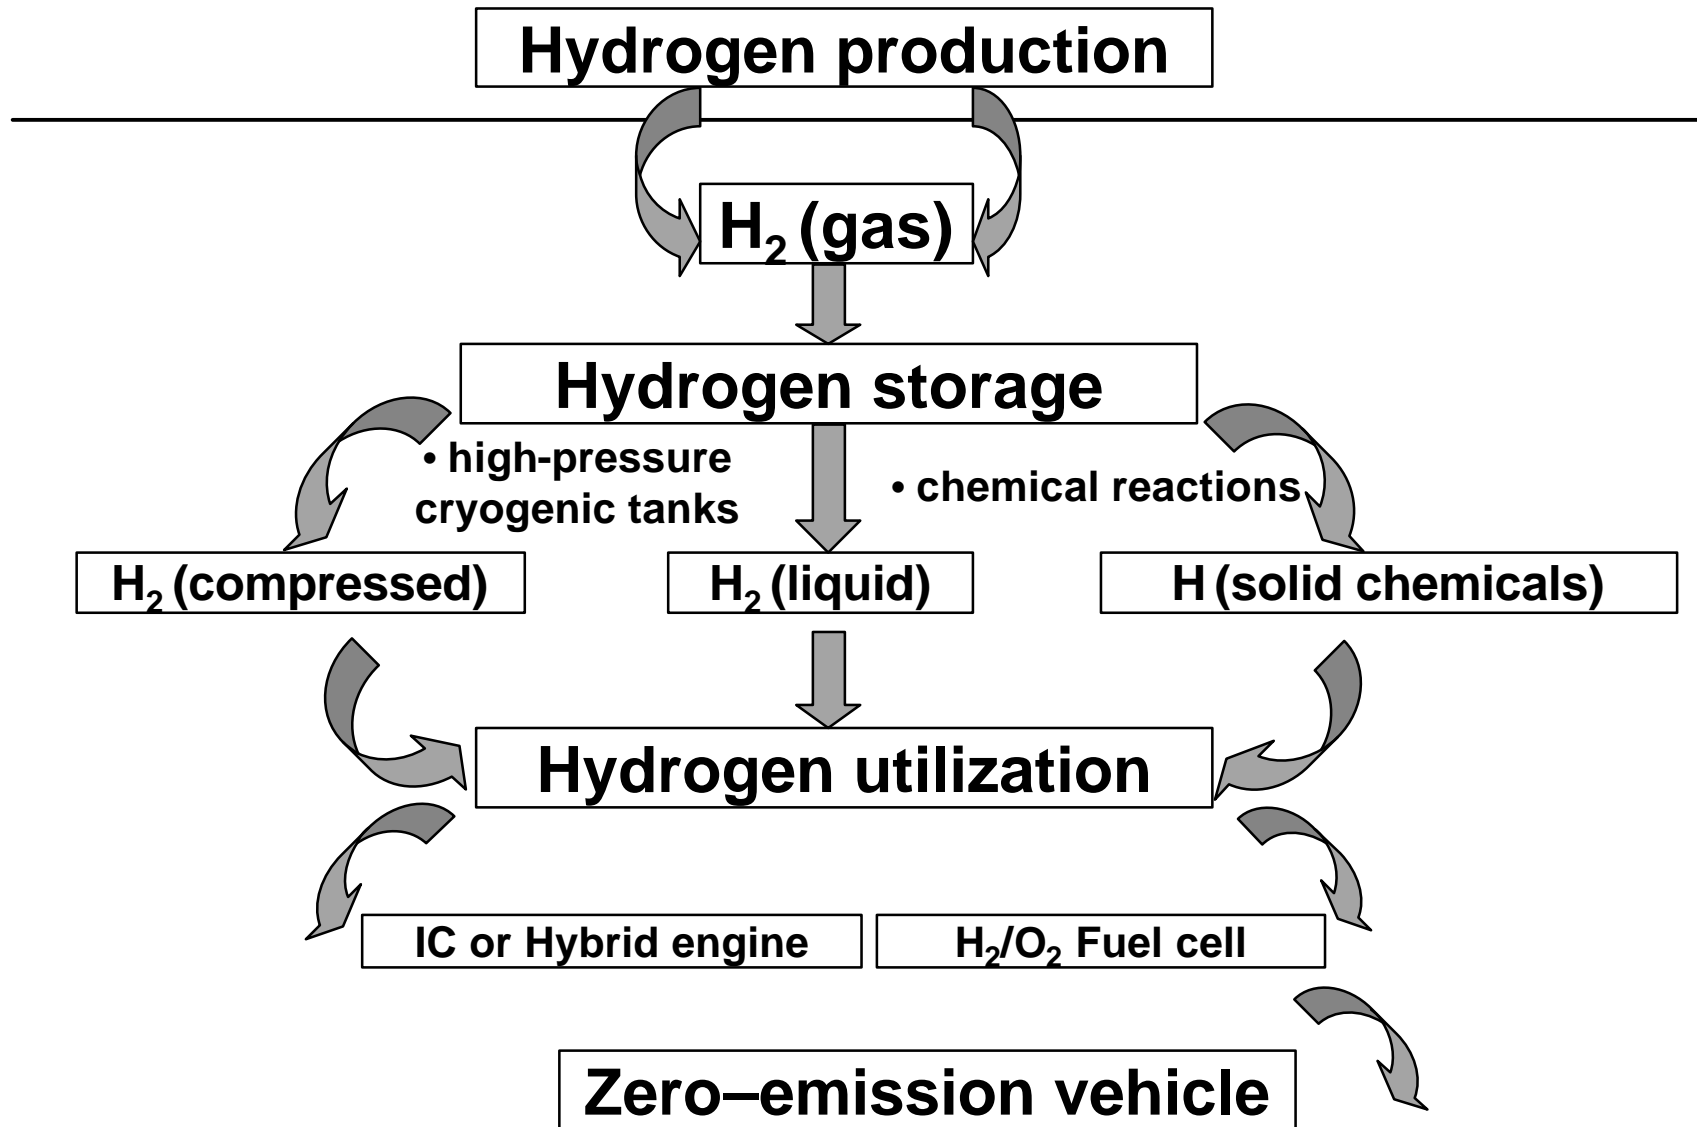 Hydrogen production
H₂ (gas)
Hydrogen storage
• high-pressure
cryogenic tanks
• chemical reactions
H₂ (compressed)
H₂ (liquid)
H (solid chemicals)
Hydrogen utilization
IC or Hybrid engine
H₂/O₂ Fuel cell
Zero–emission vehicle